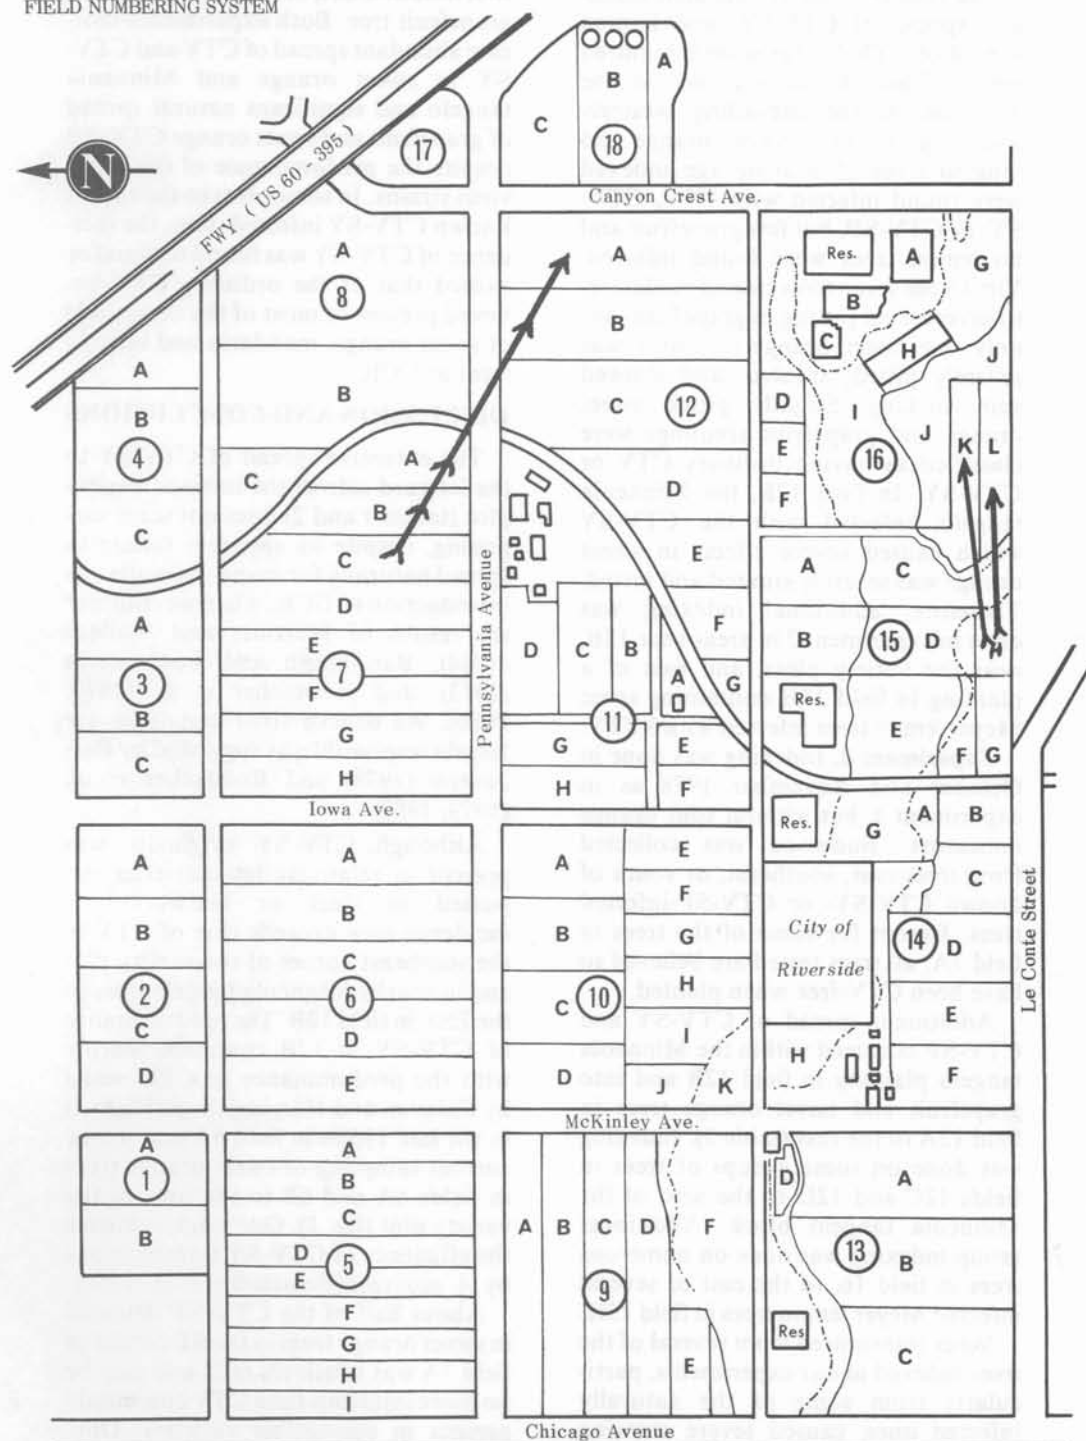 FIELD NUMBERING SYSTEM
N
FWY US 60-395
17
18
A
B
C
Canyon Crest Ave.
8
A
B
4
A
B
C
C
7
A
B
C
D
E
F
G
H
3
A
B
C
Pennsylvania Avenue
12
A
B
D
E
F
G
11
D
C
B
A
G
E
H
F
16
Res.
A
G
B
C
H
J
D
I
E
J
K
L
15
A
C
B
D
H
Res.
E
F
G
Iowa Ave.
2
A
B
C
D
6
A
B
C
D
10
A
B
C
D
E
F
G
H
I
K
14
Res.
G
A
B
C
City of
Riverside
D
E
H
F
Le Conte Street
McKinley Ave.
1
A
B
5
A
B
C
D
E
F
G
H
I
9
A
B
C
D
F
E
13
D
A
B
Res
C
Chicago Avenue